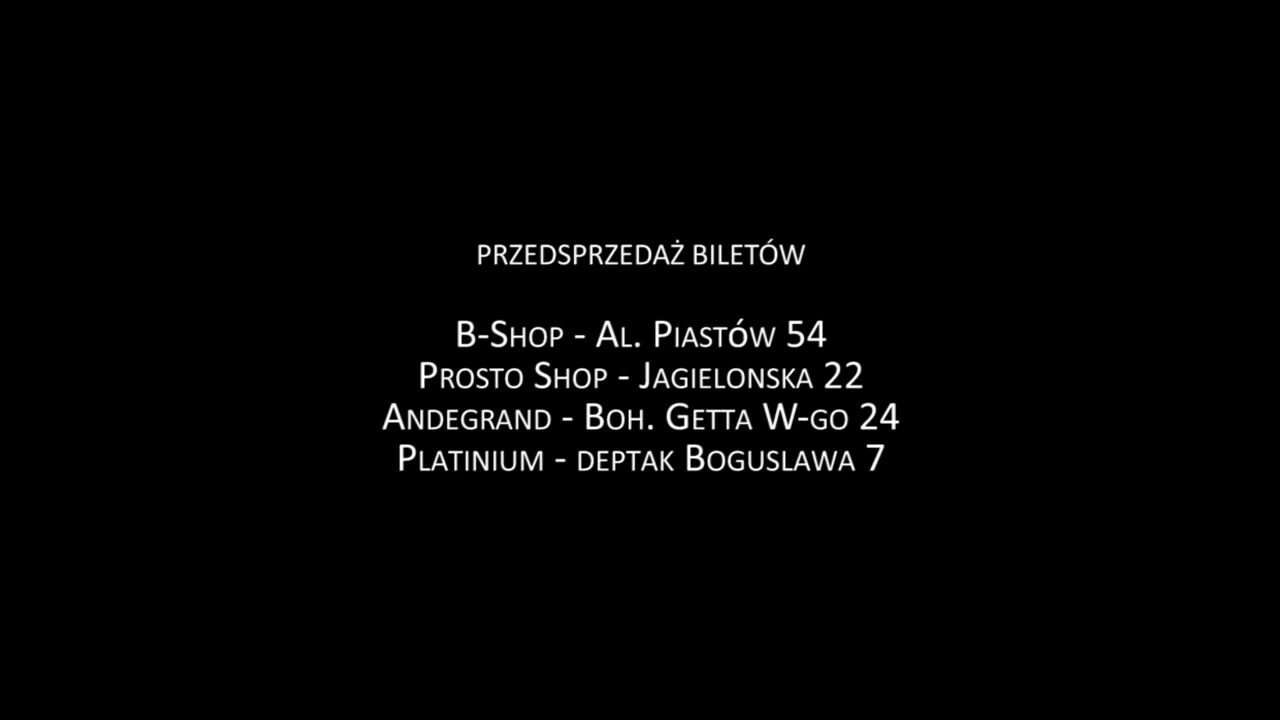 PRZEDSPRZEDAŻ BILETÓW
B-Shop - Al. Piastów 54
Prosto Shop - Jagielonska 22
Andegrand - Boh. Getta W-go 24
Platinium - deptak Boguslawa 7